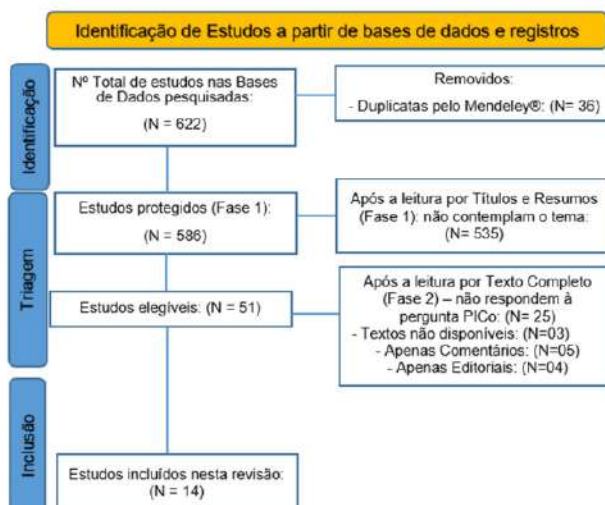 Identificação de Estudos a partir de bases de dados e registros
Identificação
Nº Total de estudos nas Bases
de Dados pesquisadas:
(N = 622)
Removidos:
- Duplicatas pelo Mendeley®: (N= 36)
Triagem
Estudos protegidos (Fase 1):
(N = 586)
Após a leitura por Títulos e Resumos
(Fase 1): não contemplam o tema:
(N= 535)
Estudos elegíveis: (N = 51)
Após a leitura por Texto Completo
(Fase 2) – não respondem à
pergunta PICo: (N= 25)
- Textos não disponíveis: (N=03)
- Apenas Comentários: (N=05)
- Apenas Editoriais: (N=04)
Inclusão
Estudos incluídos nesta revisão:
(N = 14)